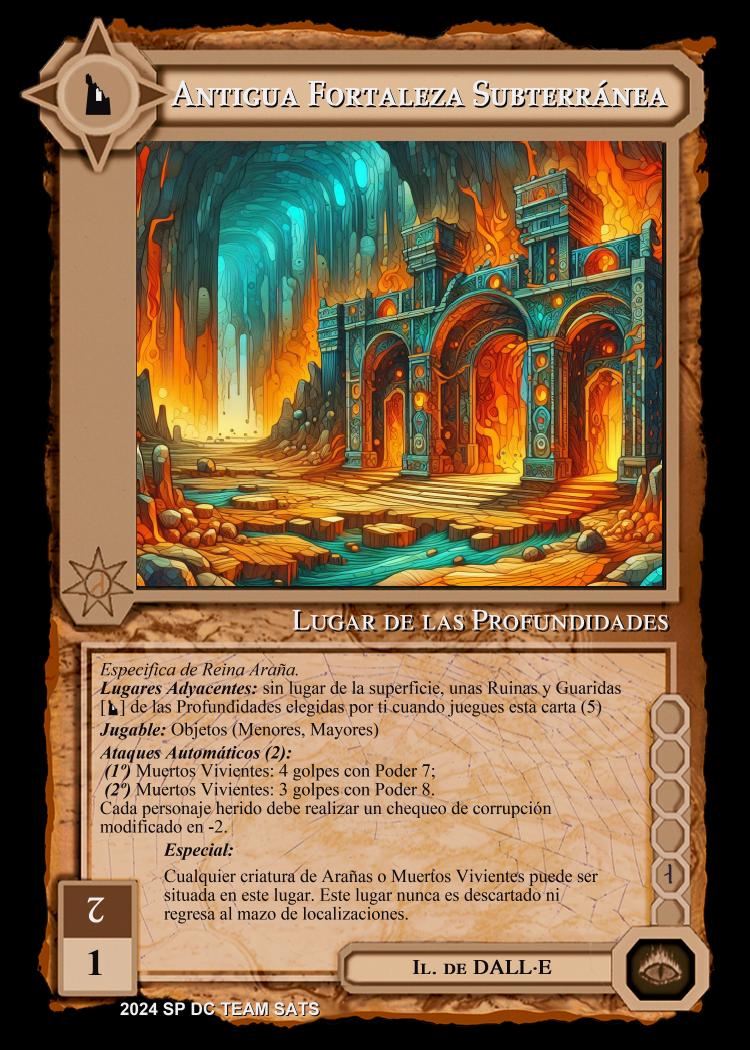 Antigua Fortaleza Subterránea
Lugar de las Profundidades
Especifica de Reina Araña.
Lugares Adyacentes: sin lugar de la superficie, unas Ruinas y Guaridas
[] de las Profundidades elegidas por ti cuando juegues esta carta (5)
Jugable: Objetos (Menores, Mayores)
Ataques Automáticos (2):
(1º) Muertos Vivientes: 4 golpes con Poder 7;
(2º) Muertos Vivientes: 3 golpes con Poder 8.
Cada personaje herido debe realizar un chequeo de corrupción
modificado en -2.
Especial:
Cualquier criatura de Arañas o Muertos Vivientes puede ser
situada en este lugar. Este lugar nunca es descartado ni
regresa al mazo de localizaciones.
1
Il. de DALL·E
2024 SP DC TEAM SATS